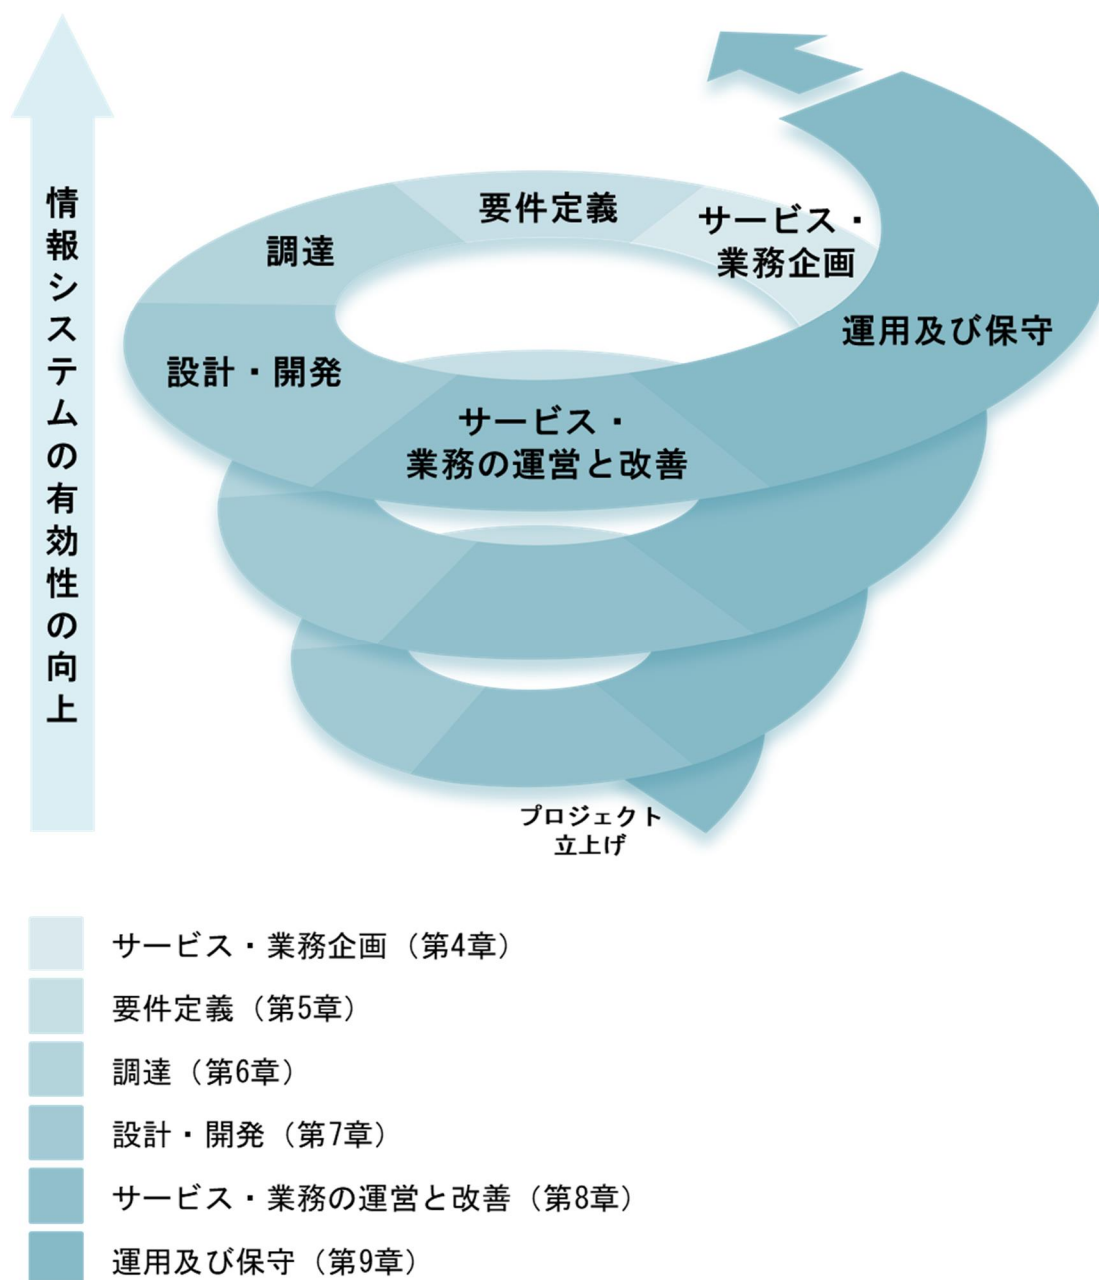 情報システムの有効性の向上
要件定義
サービス・
業務企画
調達
運用及び保守
設計・開発
サービス・
業務の運営と改善
プロジェクト
立上げ
サービス・業務企画（第4章）
要件定義（第5章）
調達（第6章）
設計・開発（第7章）
サービス・業務の運営と改善（第8章）
運用及び保守（第9章）